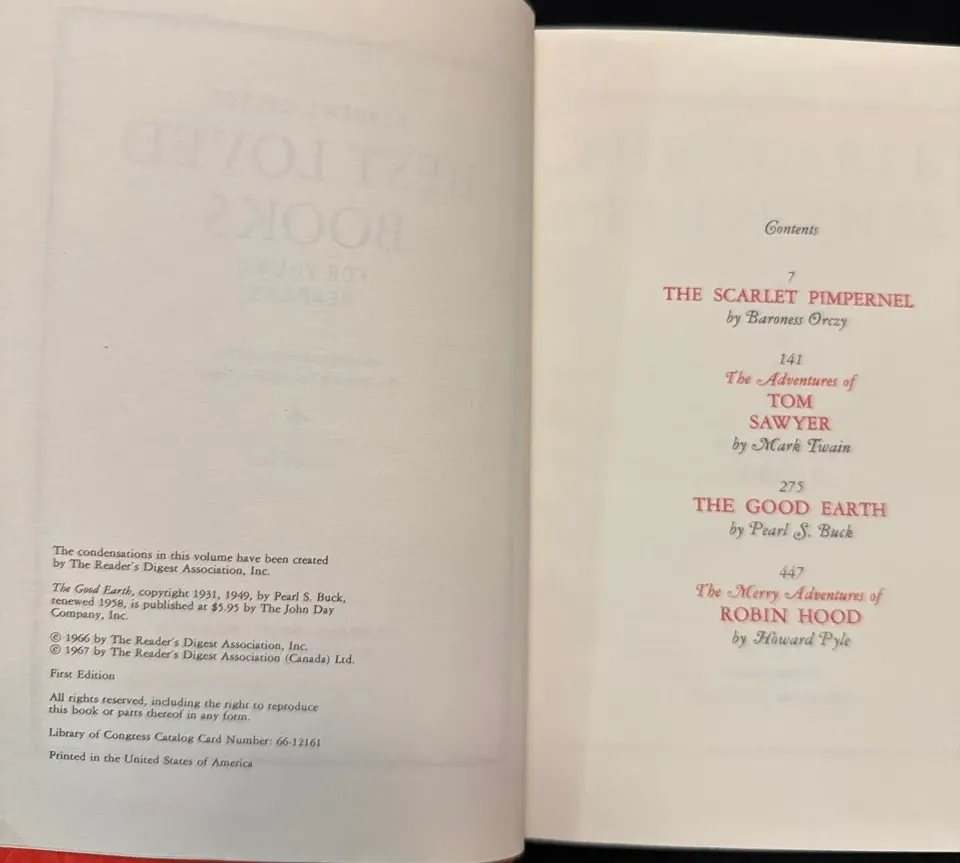 The condensations in this volume have been created
by The Reader's Digest Association, Inc.
The Good Earth, copyright 1931, 1949, by Pearl S. Buck,
renewed 1958, is published at $5.95 by The John Day
Company, Inc.
© 1966 by The Reader's Digest Association, Inc.
© 1967 by The Reader's Digest Association (Canada) Ltd.
First Edition
All rights reserved, including the right to reproduce
this book or parts thereof in any form.
Library of Congress Catalog Card Number: 66-12161
Printed in the United States of America
Contents
7
THE SCARLET PIMPERNEL
by Baroness Orczy
141
The Adventures of
TOM
SAWYER
by Mark Twain
275
THE GOOD EARTH
by Pearl S. Buck
447
The Merry Adventures of
ROBIN HOOD
by Howard Pyle